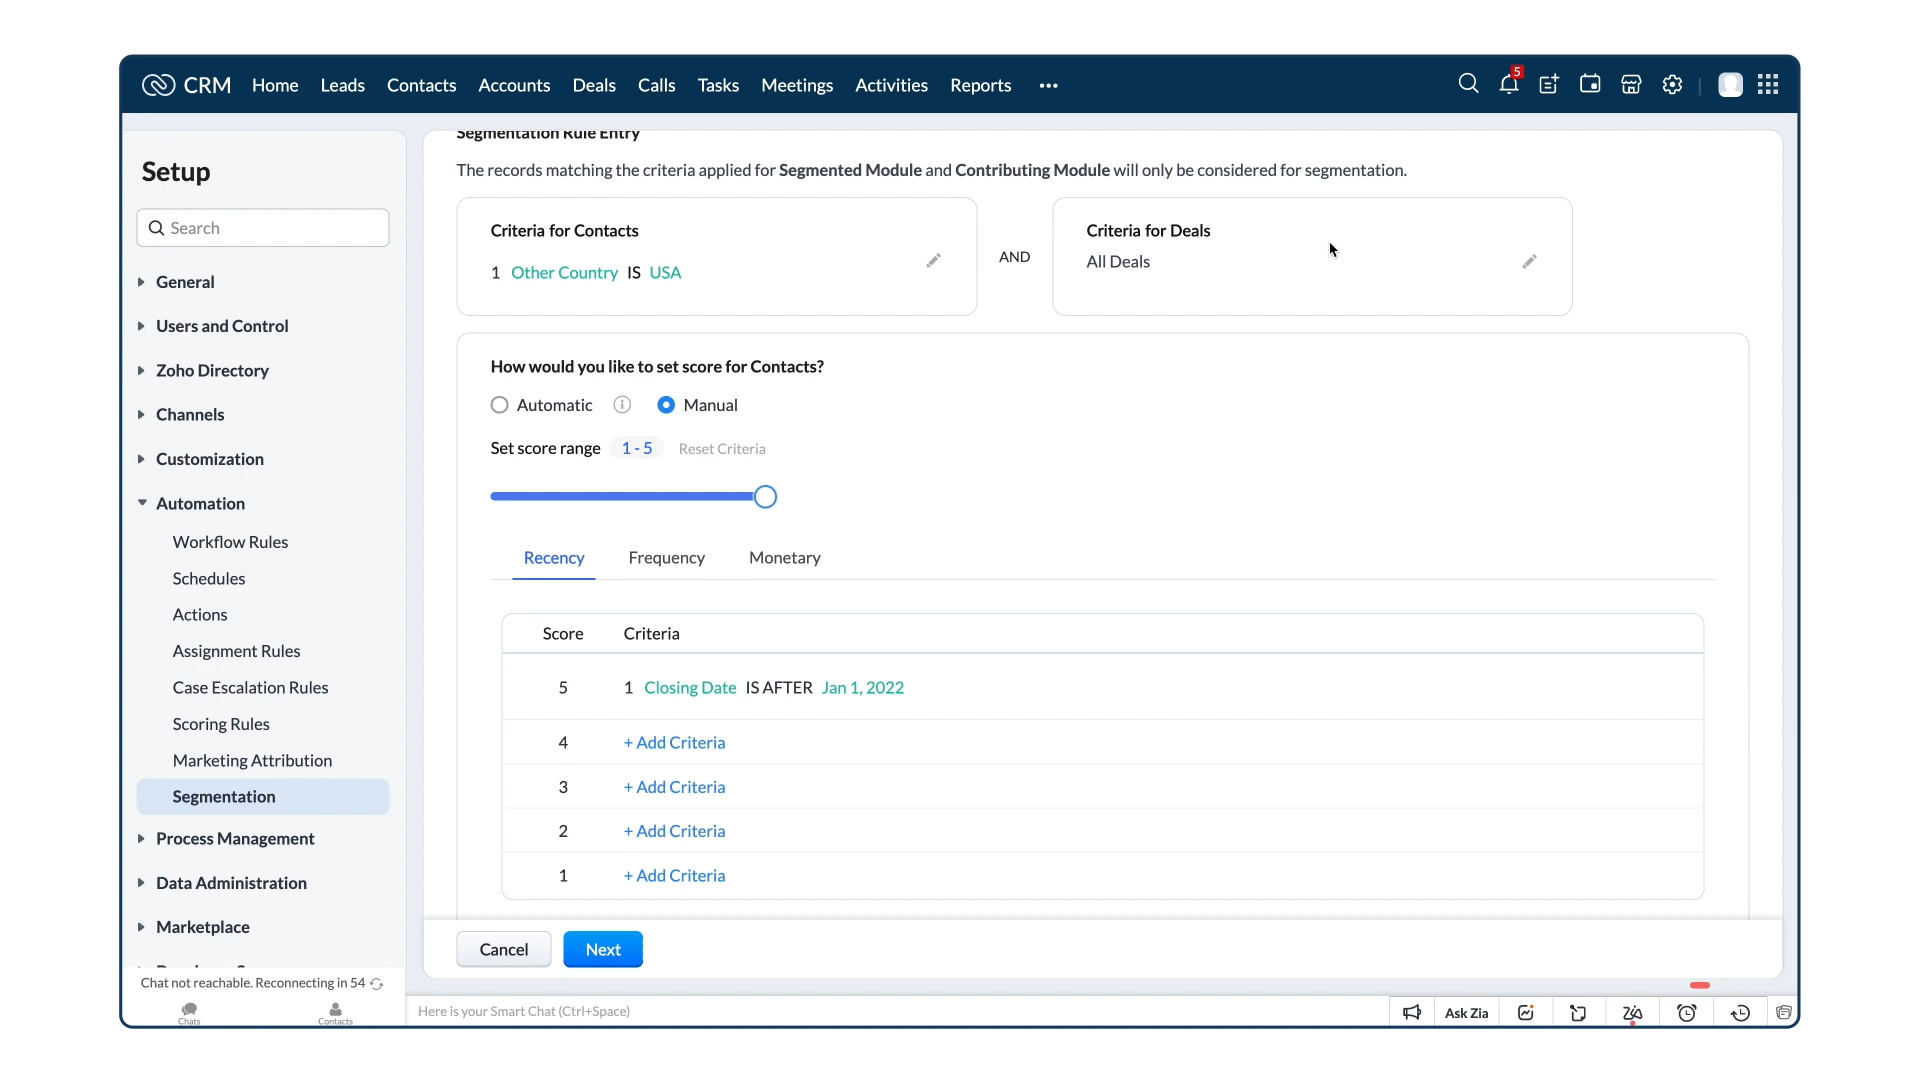 CRM Home Leads Contacts Accounts Deals Calls Tasks Meetings Activities Reports ••• 5
Setup
Search
General
Users and Control
Zoho Directory
Channels
Customization
Automation
Workflow Rules
Schedules
Actions
Assignment Rules
Case Escalation Rules
Scoring Rules
Marketing Attribution
Segmentation
Process Management
Data Administration
Marketplace
Chat not reachable. Reconnecting in 54
Chats Contacts
Segmentation Rule Entry
The records matching the criteria applied for Segmented Module and Contributing Module will only be considered for segmentation.
Criteria for Contacts
1 Other Country IS USA
AND
Criteria for Deals
All Deals
How would you like to set score for Contacts?
Automatic Manual
Set score range 1 - 5 Reset Criteria
Recency Frequency Monetary
Score Criteria
5 1 Closing Date IS AFTER Jan 1, 2022
4 + Add Criteria
3 + Add Criteria
2 + Add Criteria
1 + Add Criteria
Cancel Next
Here is your Smart Chat (Ctrl+Space)
Ask Zia